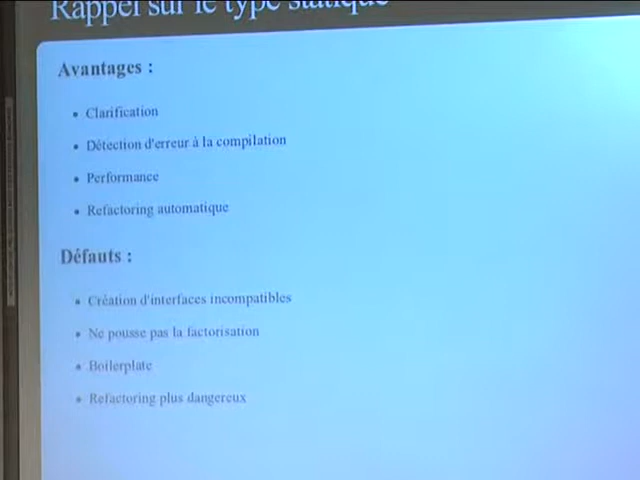 Rappel sur le type statique
Avantages :
• Clarification
• Détection d'erreur à la compilation
• Performance
• Refactoring automatique
Défauts :
• Création d'interfaces incompatibles
• Ne pousse pas la factorisation
• Boilerplate
• Refactoring plus dangereux